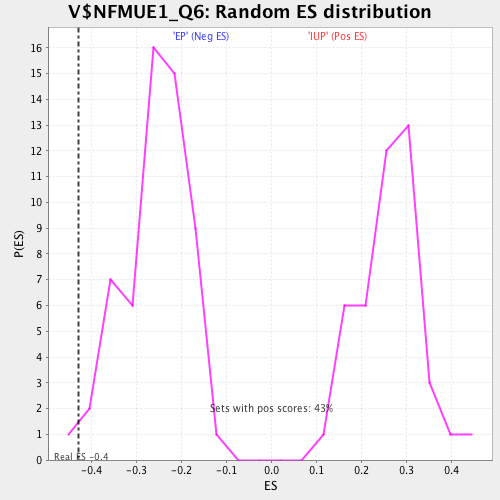 V$NFMUE1_Q6: Random ES distribution
'EP' (Neg ES) 'IUP' (Pos ES)
16
15
14
13
12
11
10
9
8
7
6
5
4
3
2
1
0
P(ES)
Sets with pos scores: 43%
Real ES -0.4
-0.4 -0.3 -0.2 -0.1 0.0 0.1 0.2 0.3 0.4
ES